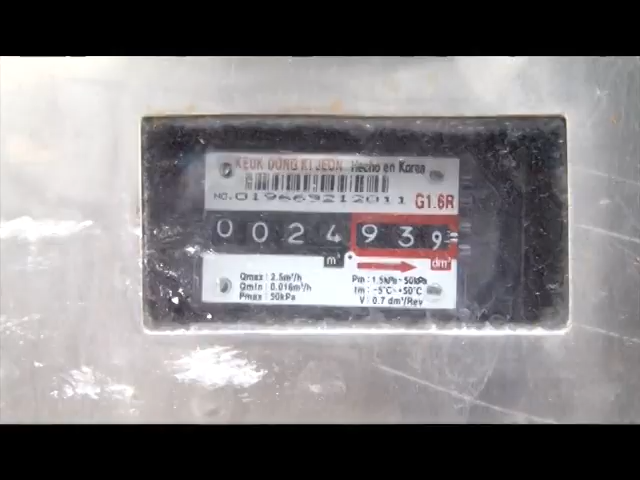 KEUK DONG KI JEON Hecho en Korea
NO. 019669212011 G1.6R
0024939
m³ dm³
Qmax : 2.5m³/h
Qmin : 0.016m³/h
Pmax : 50kPa
Pm : 1.5kPa~50kPa
tm : -5°C~+50°C
V : 0.7 dm³/Rev